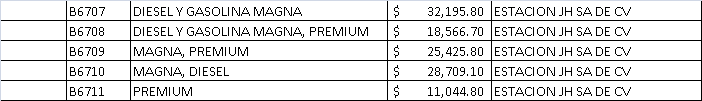 B6707 DIESEL Y GASOLINA MAGNA $ 32,195.80 ESTACION JH SA DE CV
B6708 DIESEL Y GASOLINA MAGNA, PREMIUM $ 18,566.70 ESTACION JH SA DE CV
B6709 MAGNA, PREMIUM $ 25,425.80 ESTACION JH SA DE CV
B6710 MAGNA, DIESEL $ 28,709.10 ESTACION JH SA DE CV
B6711 PREMIUM $ 11,044.80 ESTACION JH SA DE CV